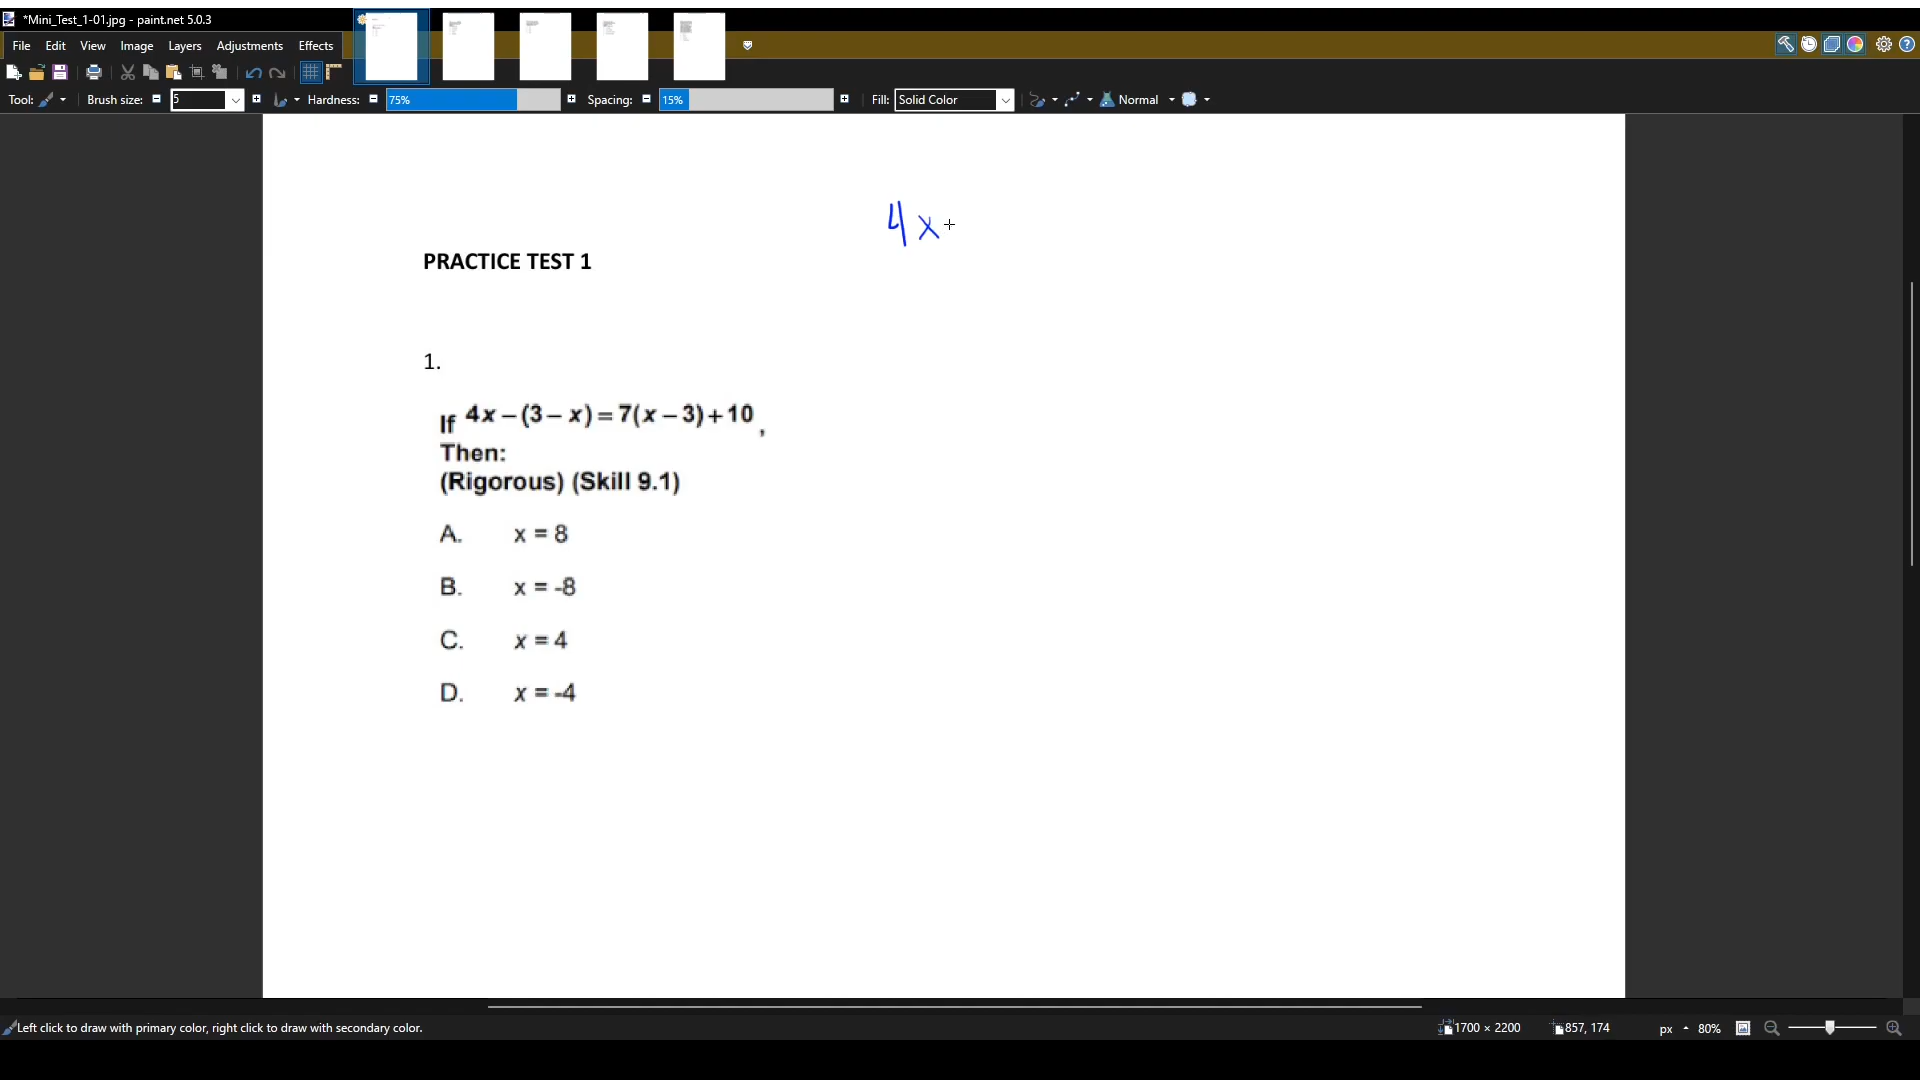 *Mini_Test_1-01.jpg - paint.net 5.0.3
File Edit View Image Layers Adjustments Effects
Tool: Brush size: 5 Hardness: 75% Spacing: 15% Fill: Solid Color Normal
4x
PRACTICE TEST 1
1.
If 4x – (3 – x) = 7(x – 3) + 10 ,
Then:
(Rigorous) (Skill 9.1)
A. x = 8
B. x = -8
C. x = 4
D. x = -4
Left click to draw with primary color, right click to draw with secondary color. 1700 × 2200 857, 174 px 80%